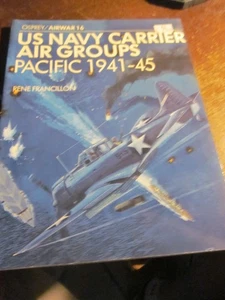 OSPREY/AIRWAR 16
US NAVY CARRIER
AIR GROUPS
PACIFIC 1941-45
RENE FRANCILLON